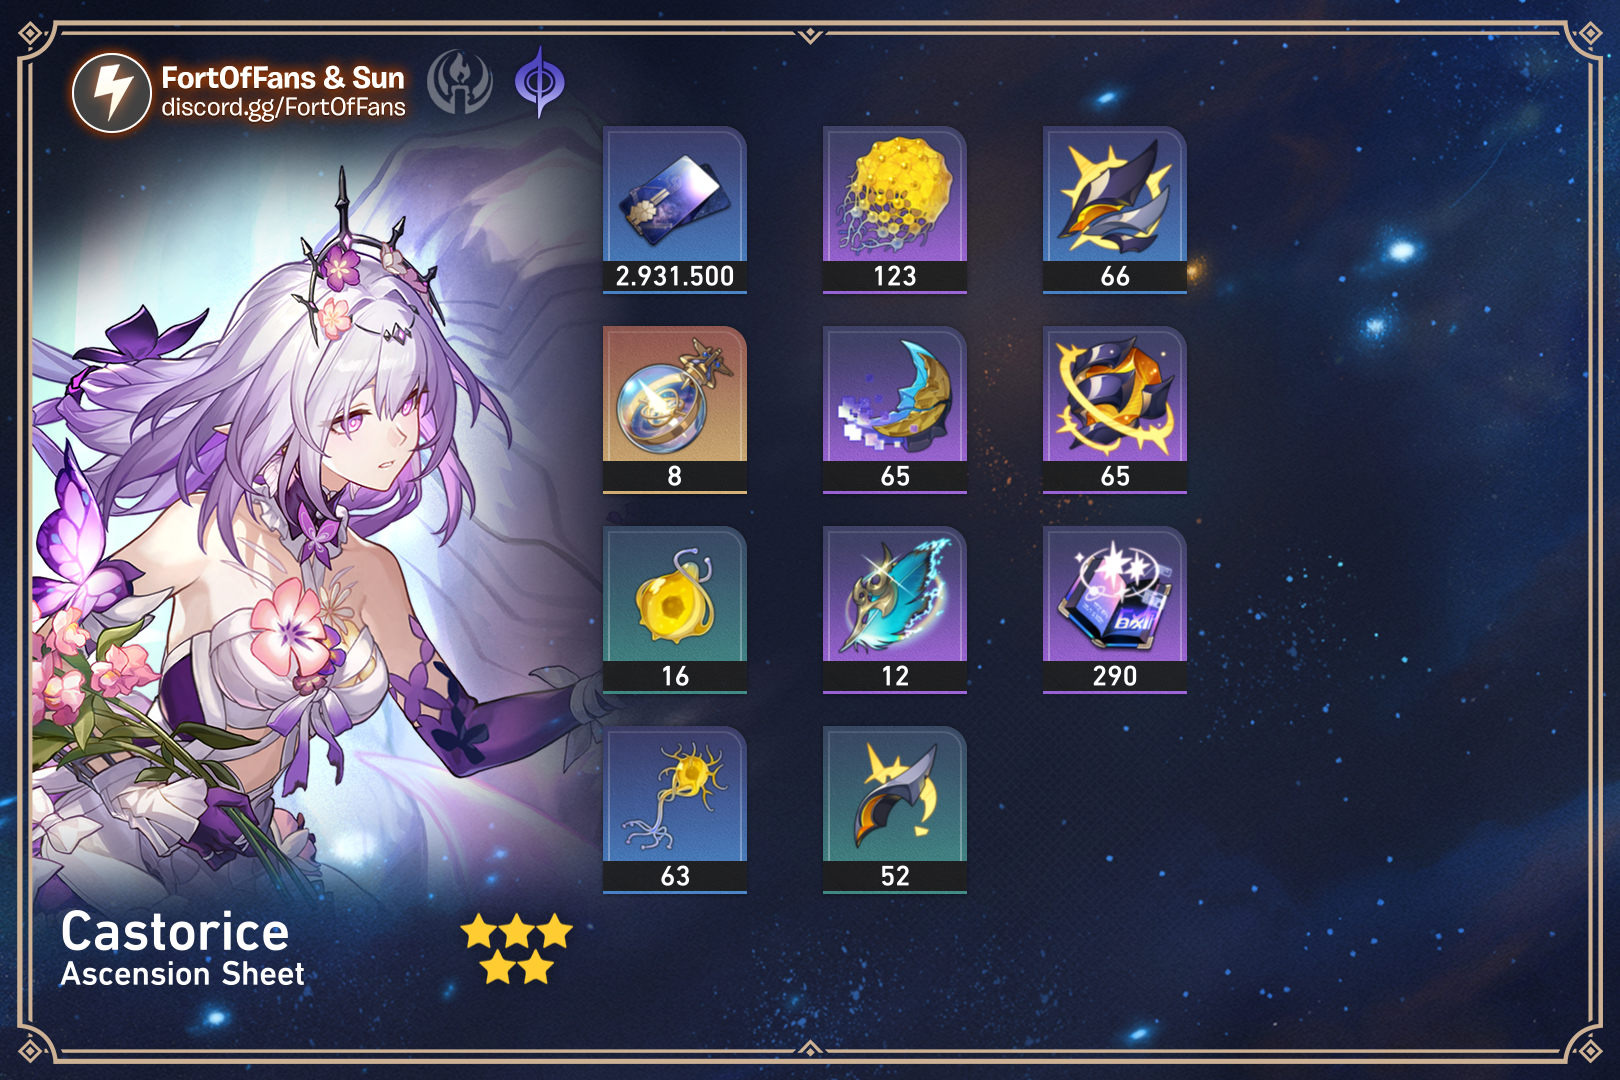 FortOfFans & Sun
discord.gg/FortOfFans
2.931.500
123
66
8
65
65
16
12
290
63
52
Castorice
Ascension Sheet